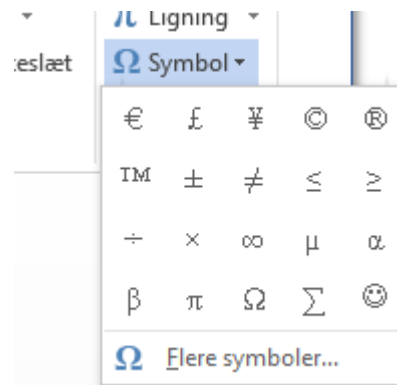 π Ligning
eslæt
Ω Symbol
€ £ ¥ © ®
TM ± ≠ ≤ ≥
÷ × ∞ µ α
β π Ω ∑ ☺
Ω Flere symboler...